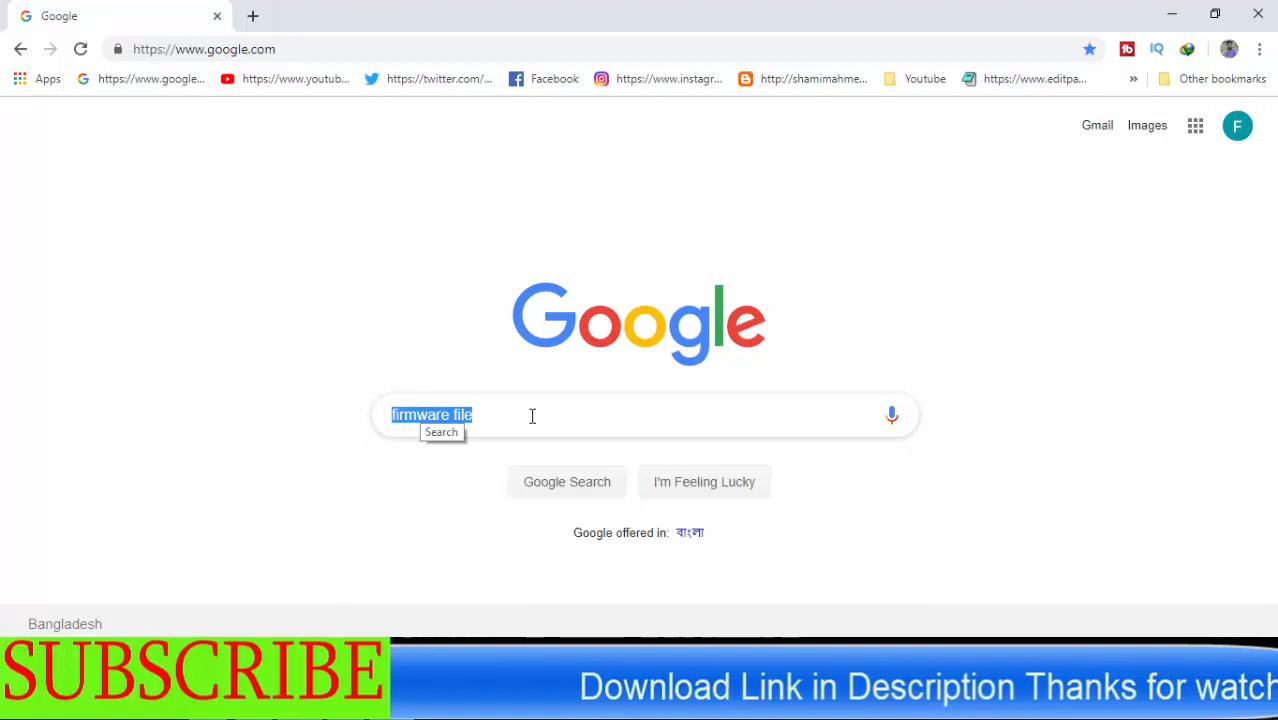 Google
https://www.google.com
Apps https://www.google... https://www.youtub... https://twitter.com/... Facebook https://www.instagr... http://shamimahme... Youtube https://www.editpa... » Other bookmarks
Gmail Images F
Google
firmware file
Search
Google Search I'm Feeling Lucky
Google offered in: বাংলা
Bangladesh
SUBSCRIBE
Download Link in Description Thanks for watch